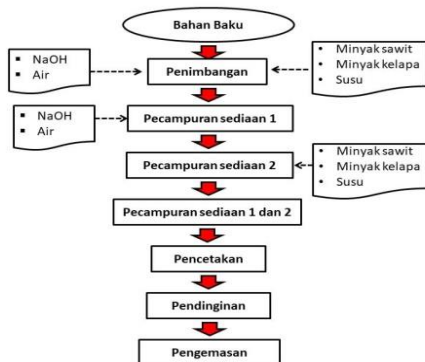 Bahan Baku
▪ NaOH
▪ Air
Penimbangan
• Minyak sawit
• Minyak kelapa
• Susu
▪ NaOH
▪ Air
Pecampuran sediaan 1
Pecampuran sediaan 2
• Minyak sawit
• Minyak kelapa
• Susu
Pecampuran sediaan 1 dan 2
Pencetakan
Pendinginan
Pengemasan